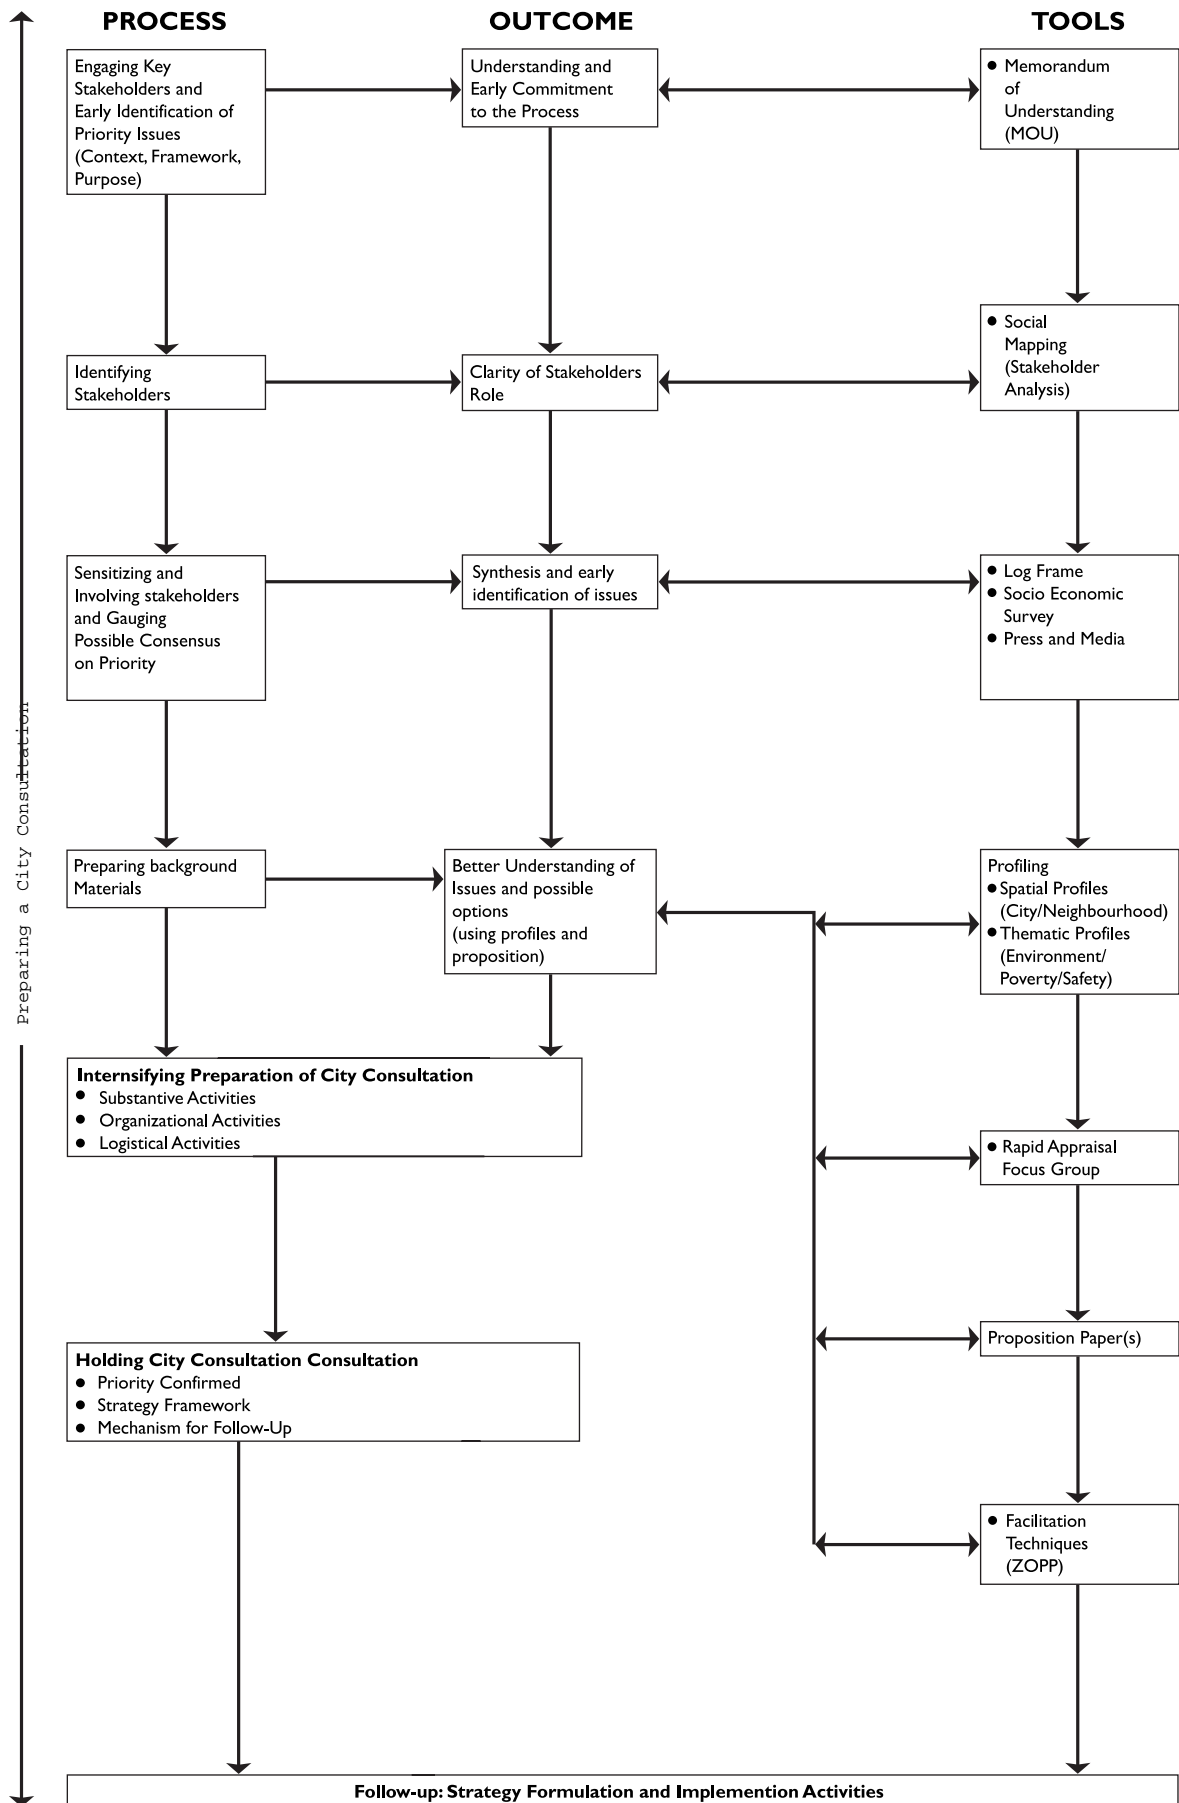 PROCESS
OUTCOME
TOOLS
Engaging Key
Stakeholders and
Early Identification of
Priority Issues
(Context, Framework,
Purpose)
Understanding and
Early Commitment
to the Process
● Memorandum
of
Understanding
(MOU)
Identifying
Stakeholders
Clarity of Stakeholders
Role
● Social
Mapping
(Stakeholder
Analysis)
Sensitizing and
Involving stakeholders
and Gauging
Possible Consensus
on Priority
Synthesis and early
identification of issues
● Log Frame
● Socio Economic
Survey
● Press and Media
Preparing a City Consultation
Preparing background
Materials
Better Understanding of
Issues and possible
options
(using profiles and
proposition)
Profiling
● Spatial Profiles
(City/Neighbourhood)
● Thematic Profiles
(Environment/
Poverty/Safety)
Internsifying Preparation of City Consultation
● Substantive Activities
● Organizational Activities
● Logistical Activities
● Rapid Appraisal
Focus Group
Proposition Paper(s)
Holding City Consultation Consultation
● Priority Confirmed
● Strategy Framework
● Mechanism for Follow-Up
● Facilitation
Techniques
(ZOPP)
Follow-up: Strategy Formulation and Implemention Activities